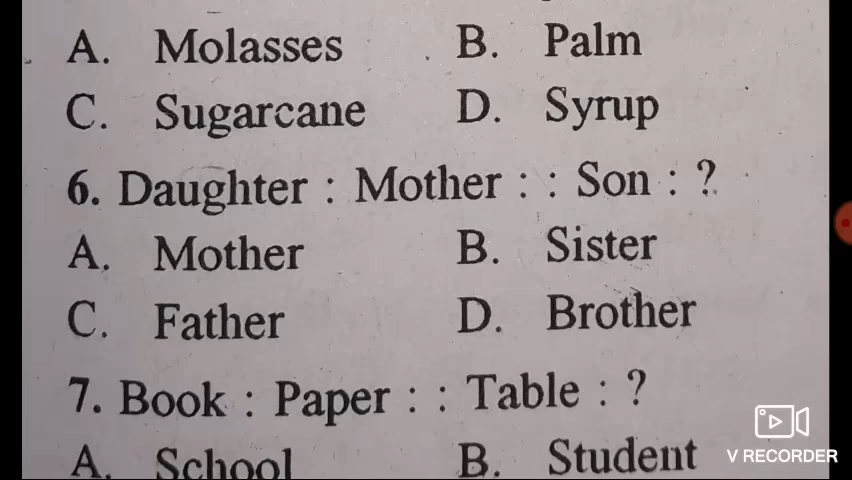 A. Molasses B. Palm
C. Sugarcane D. Syrup
6. Daughter : Mother : : Son : ?
A. Mother B. Sister
C. Father D. Brother
7. Book : Paper : : Table : ?
A. School B. Student
V RECORDER